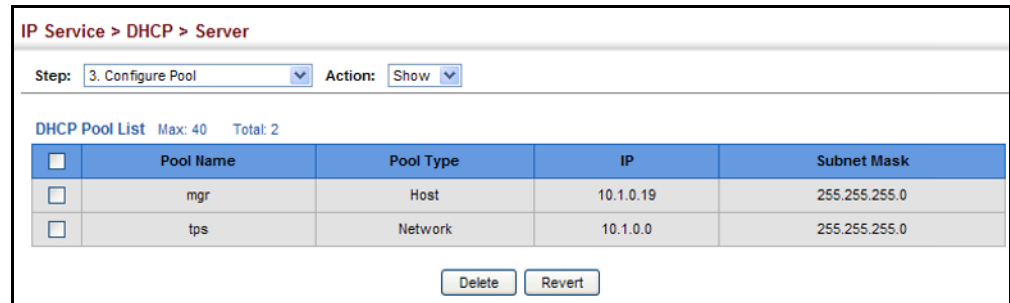 IP Service > DHCP > Server
Step: 3. Configure Pool Action: Show
DHCP Pool List Max: 40 Total: 2
Pool Name Pool Type IP Subnet Mask
mgr Host 10.1.0.19 255.255.255.0
tps Network 10.1.0.0 255.255.255.0
Delete Revert